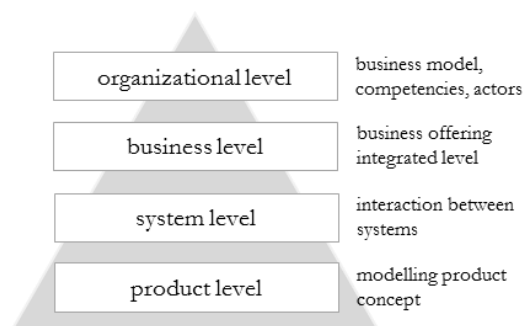 organizational level
business model,
competencies, actors
business level
business offering
integrated level
system level
interaction between
systems
product level
modelling product
concept